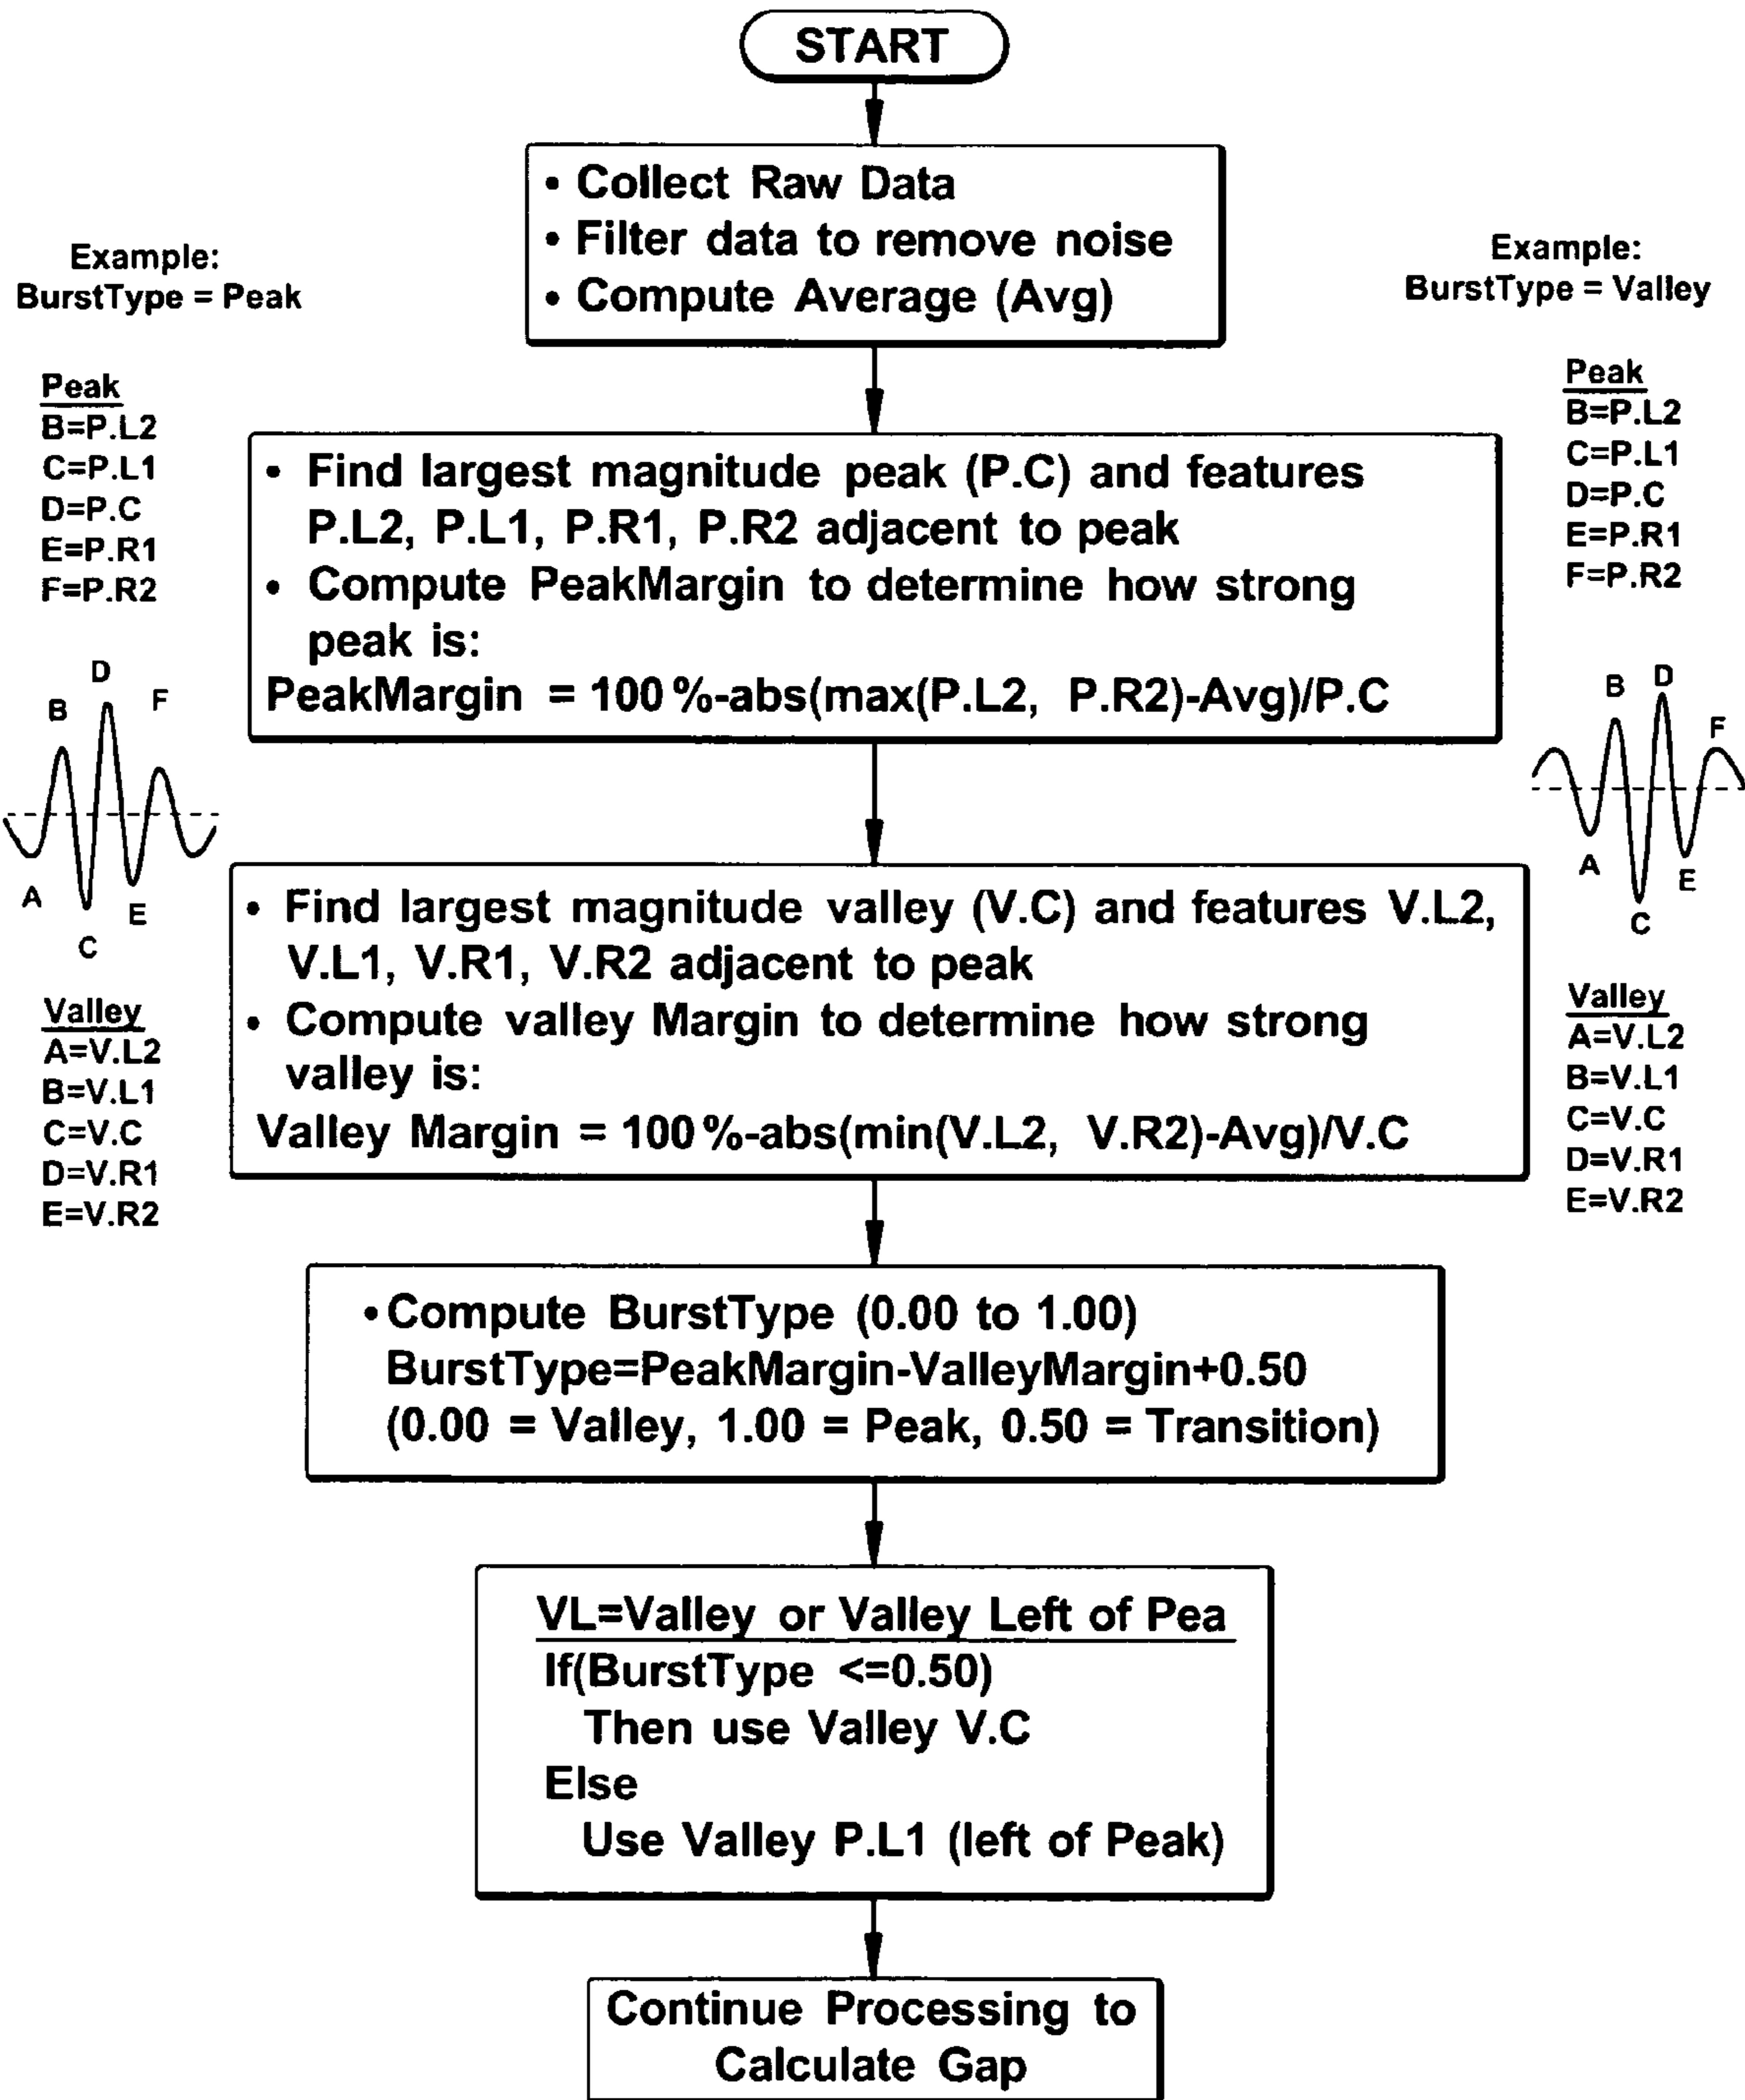 START
• Collect Raw Data
• Filter data to remove noise
• Compute Average (Avg)
Example:
BurstType = Peak
Peak
B=P.L2
C=P.L1
D=P.C
E=P.R1
F=P.R2
D
B
F
A
E
C
Valley
A=V.L2
B=V.L1
C=V.C
D=V.R1
E=V.R2
• Find largest magnitude peak (P.C) and features
P.L2, P.L1, P.R1, P.R2 adjacent to peak
• Compute PeakMargin to determine how strong
peak is:
PeakMargin = 100%-abs(max(P.L2, P.R2)-Avg)/P.C
• Find largest magnitude valley (V.C) and features V.L2,
V.L1, V.R1, V.R2 adjacent to peak
• Compute valley Margin to determine how strong
valley is:
Valley Margin = 100%-abs(min(V.L2, V.R2)-Avg)/V.C
Example:
BurstType = Valley
Peak
B=P.L2
C=P.L1
D=P.C
E=P.R1
F=P.R2
B
D
F
A
E
C
Valley
A=V.L2
B=V.L1
C=V.C
D=V.R1
E=V.R2
• Compute BurstType (0.00 to 1.00)
BurstType=PeakMargin-ValleyMargin+0.50
(0.00 = Valley, 1.00 = Peak, 0.50 = Transition)
VL=Valley or Valley Left of Pea
If(BurstType <=0.50)
Then use Valley V.C
Else
Use Valley P.L1 (left of Peak)
Continue Processing to
Calculate Gap